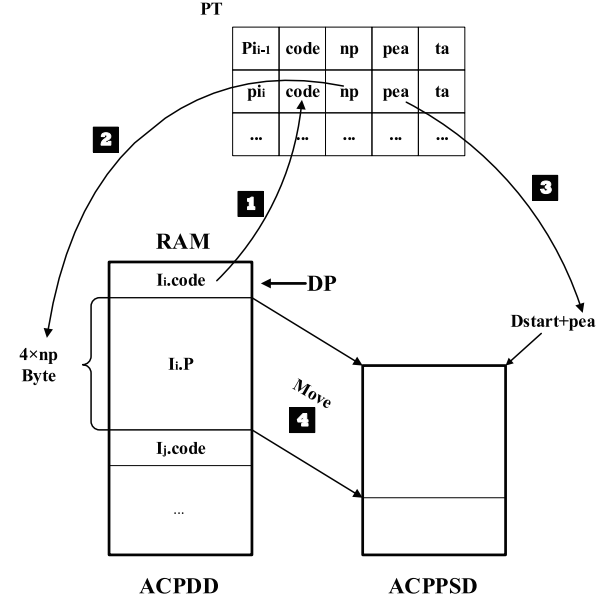 PT
Pii-1 code np pea ta
pii code np pea ta
... ... ... ... ...
2
3
1
RAM
Ii.code
DP
Dstart+pea
4×np
Byte
Ii.P
Move
4
Ij.code
...
ACPDD
ACPPSD